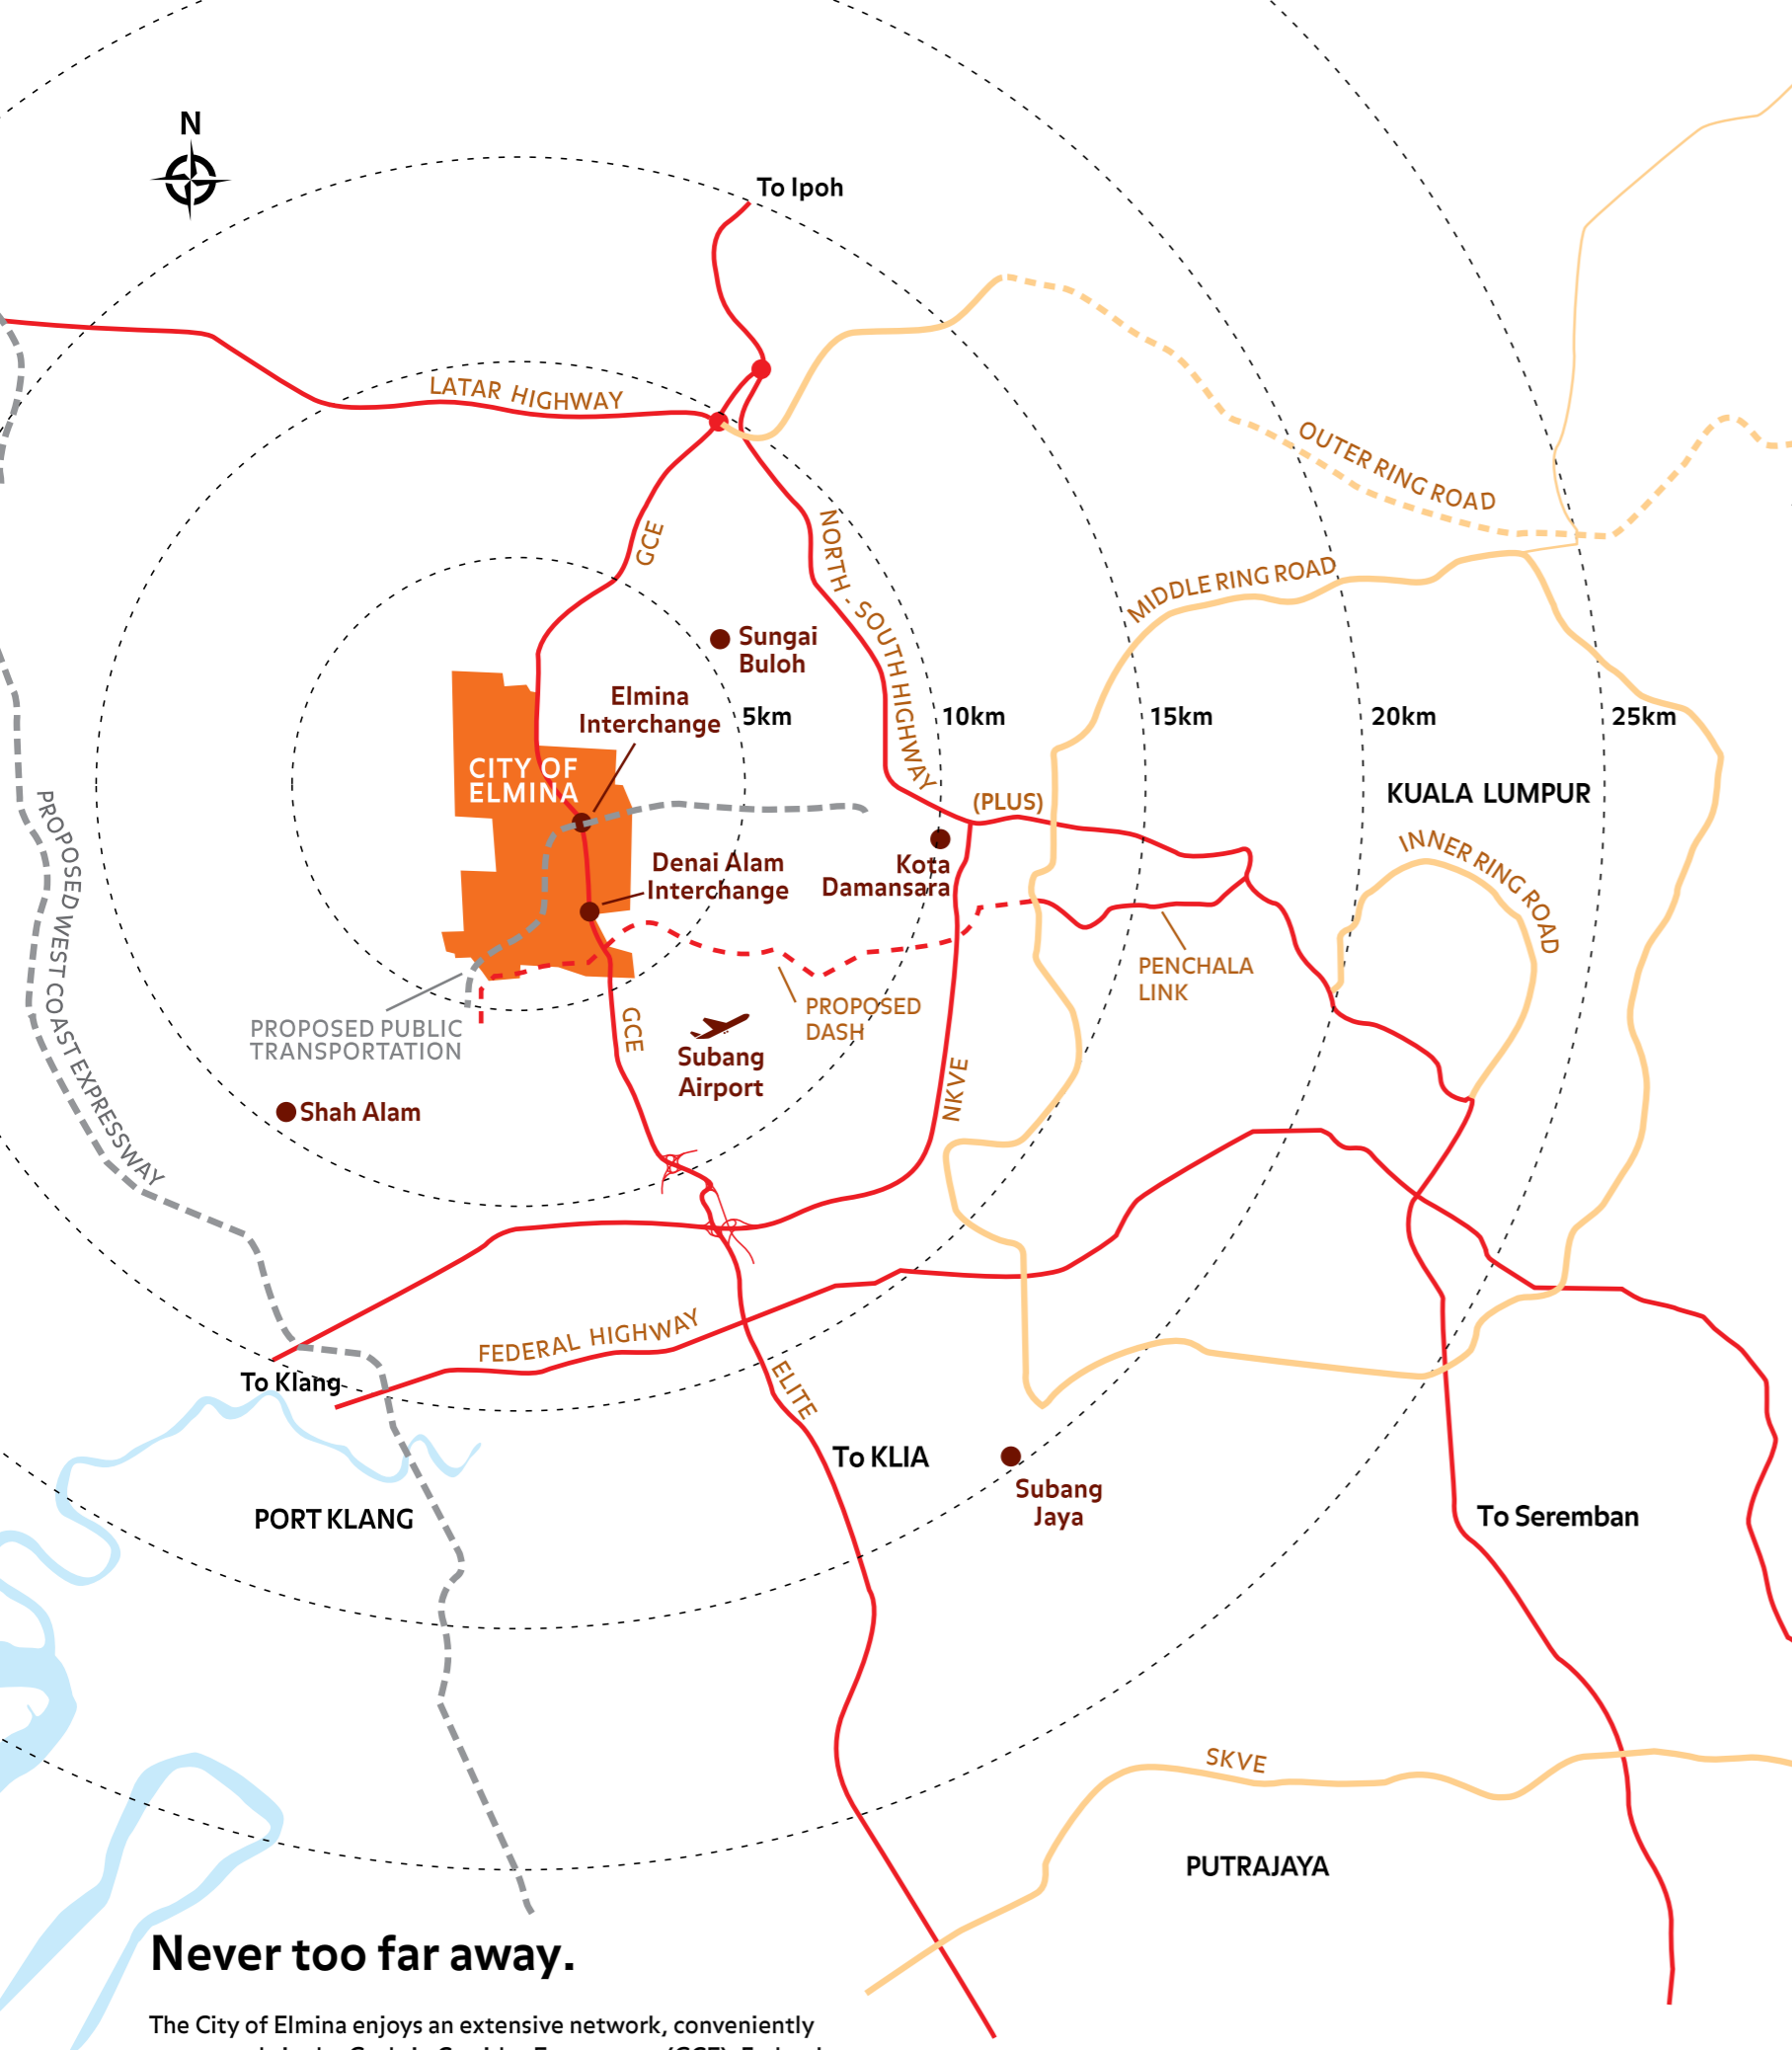 N
To Ipoh
LATAR HIGHWAY
OUTER RING ROAD
GCE
NORTH - SOUTH HIGHWAY
(PLUS)
MIDDLE RING ROAD
Sungai
Buloh
Elmina
Interchange
5km
10km
15km
20km
25km
CITY OF
ELMINA
KUALA LUMPUR
INNER RING ROAD
PROPOSED WEST COAST EXPRESSWAY
Denai Alam
Interchange
Kota
Damansara
PENCHALA
LINK
PROPOSED
DASH
PROPOSED PUBLIC
TRANSPORTATION
GCE
Subang
Airport
NKVE
Shah Alam
FEDERAL HIGHWAY
To Klang
ELITE
To KLIA
Subang
Jaya
PORT KLANG
To Seremban
SKVE
PUTRAJAYA
Never too far away.
The City of Elmina enjoys an extensive network, conveniently